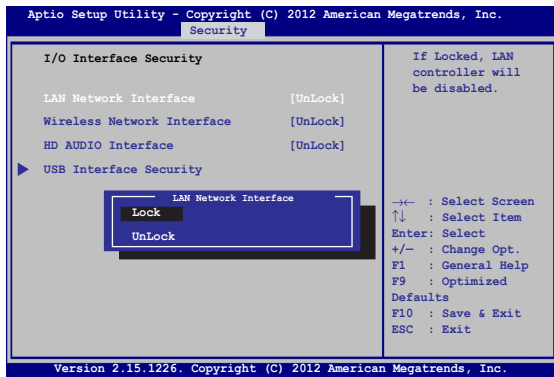 Aptio Setup Utility - Copyright (C) 2012 American Megatrends, Inc.
Security
I/O Interface Security
LAN Network Interface [UnLock]
Wireless Network Interface [UnLock]
HD AUDIO Interface [UnLock]
USB Interface Security
LAN Network Interface
Lock
UnLock
If Locked, LAN
controller will
be disabled.
→← : Select Screen
↑↓ : Select Item
Enter: Select
+/— : Change Opt.
F1 : General Help
F9 : Optimized
Defaults
F10 : Save & Exit
ESC : Exit
Version 2.15.1226. Copyright (C) 2012 American Megatrends, Inc.